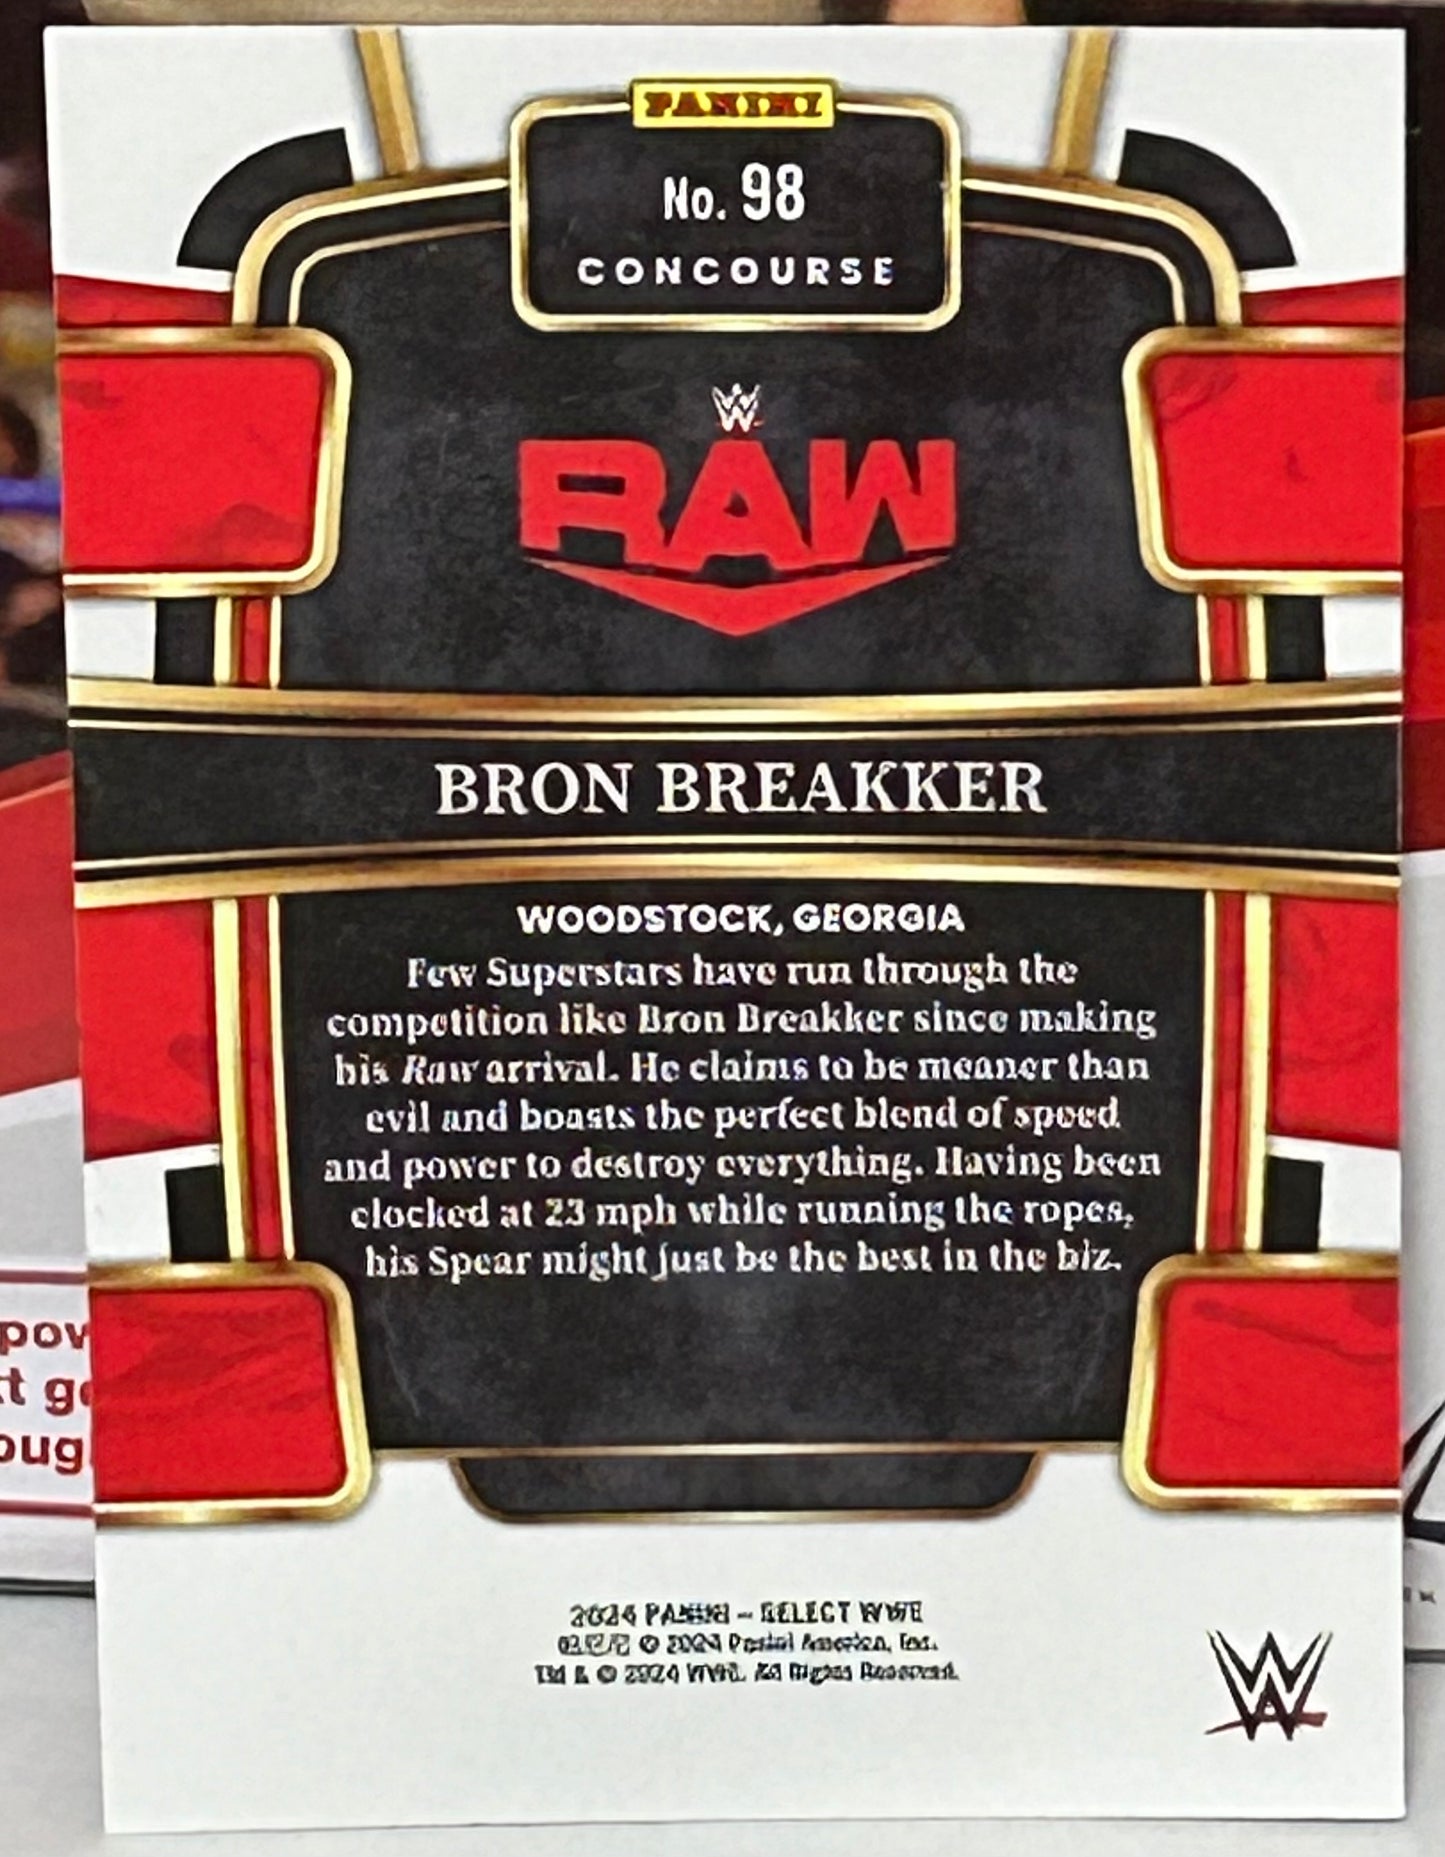 PANINI
No. 98
CONCOURSE
W
RAW
BRON BREAKKER
WOODSTOCK, GEORGIA
Few Superstars have run through the
competition like Bron Breakker since making
his Raw arrival. He claims to be meaner than
evil and boasts the perfect blend of speed
and power to destroy everything. Having been
clocked at 23 mph while running the ropes,
his Spear might just be the best in the biz.
2024 PANINI – SELECT WWE
© 2024 Panini America, Inc.
TM & © 2024 WWE. All Rights Reserved.
W